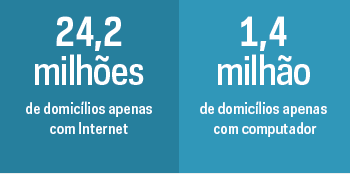 24,2
milhões
de domicílios apenas
com Internet
1,4
milhão
de domicílios apenas
com computador